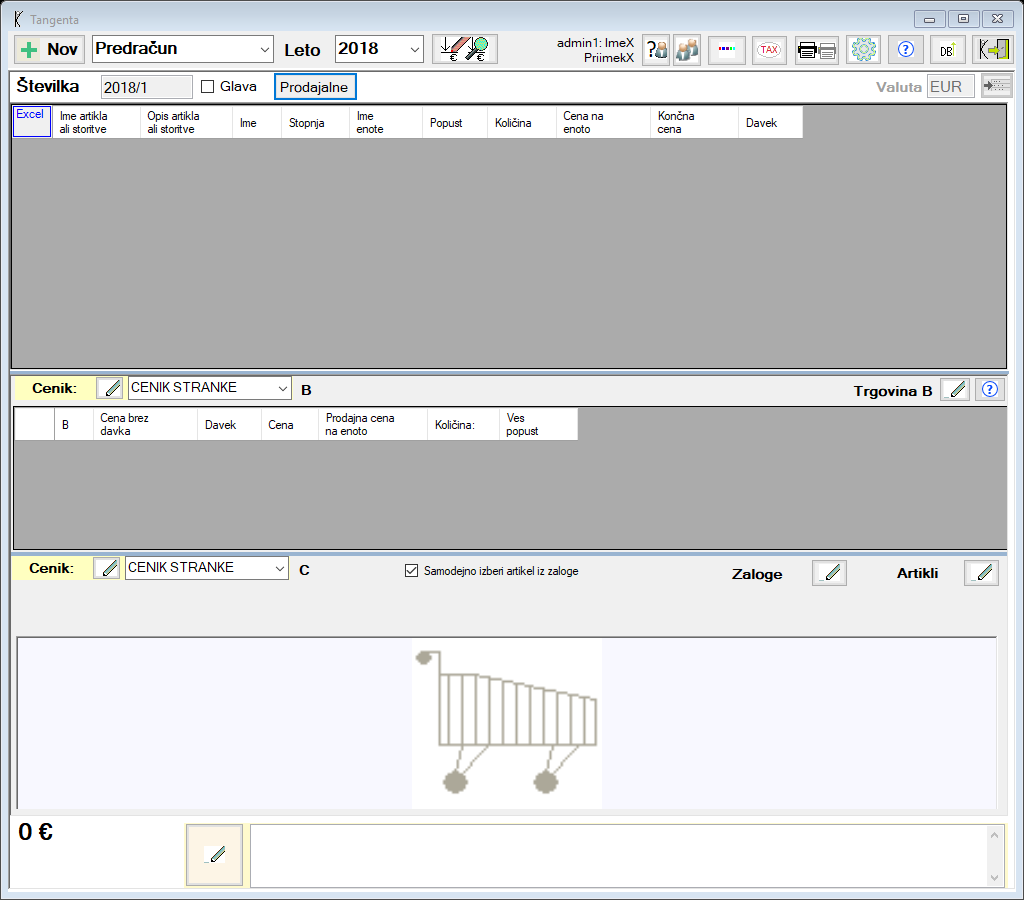 Tangenta
Nov Predračun Leto 2018 admin1: ImeX
PriimekX
TAX
DB
Številka 2018/1 Glava Prodajalne Valuta EUR
Excel
Ime artikla
ali storitve
Opis artikla
ali storitve
Ime
Stopnja
Ime
enote
Popust
Količina
Cena na
enoto
Končna
cena
Davek
Cenik: CENIK STRANKE B Trgovina B
B
Cena brez
davka
Davek
Cena
Prodajna cena
na enoto
Količina:
Ves
popust
Cenik: CENIK STRANKE C Samodejno izberi artikel iz zaloge Zaloge Artikli
0 €